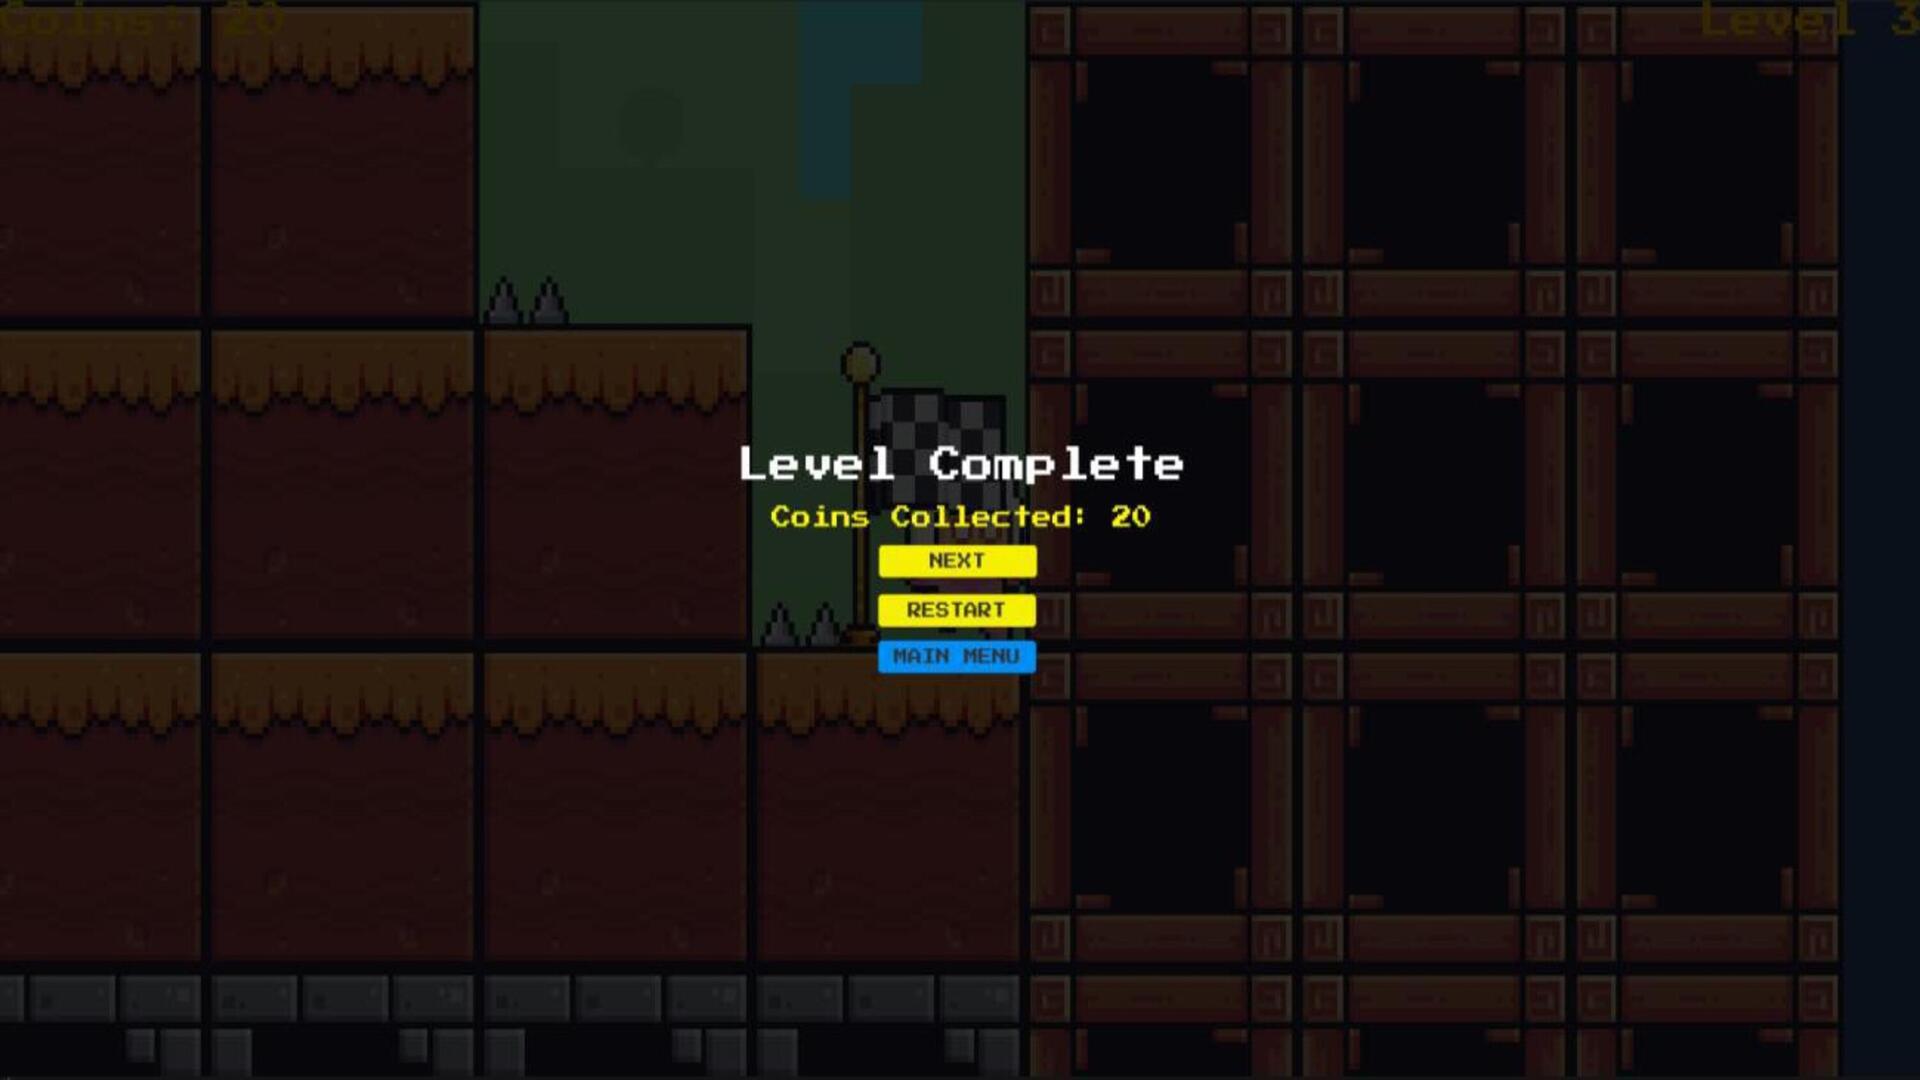 Coins: 20
Level 3
Level Complete
Coins Collected: 20
NEXT
RESTART
MAIN MENU